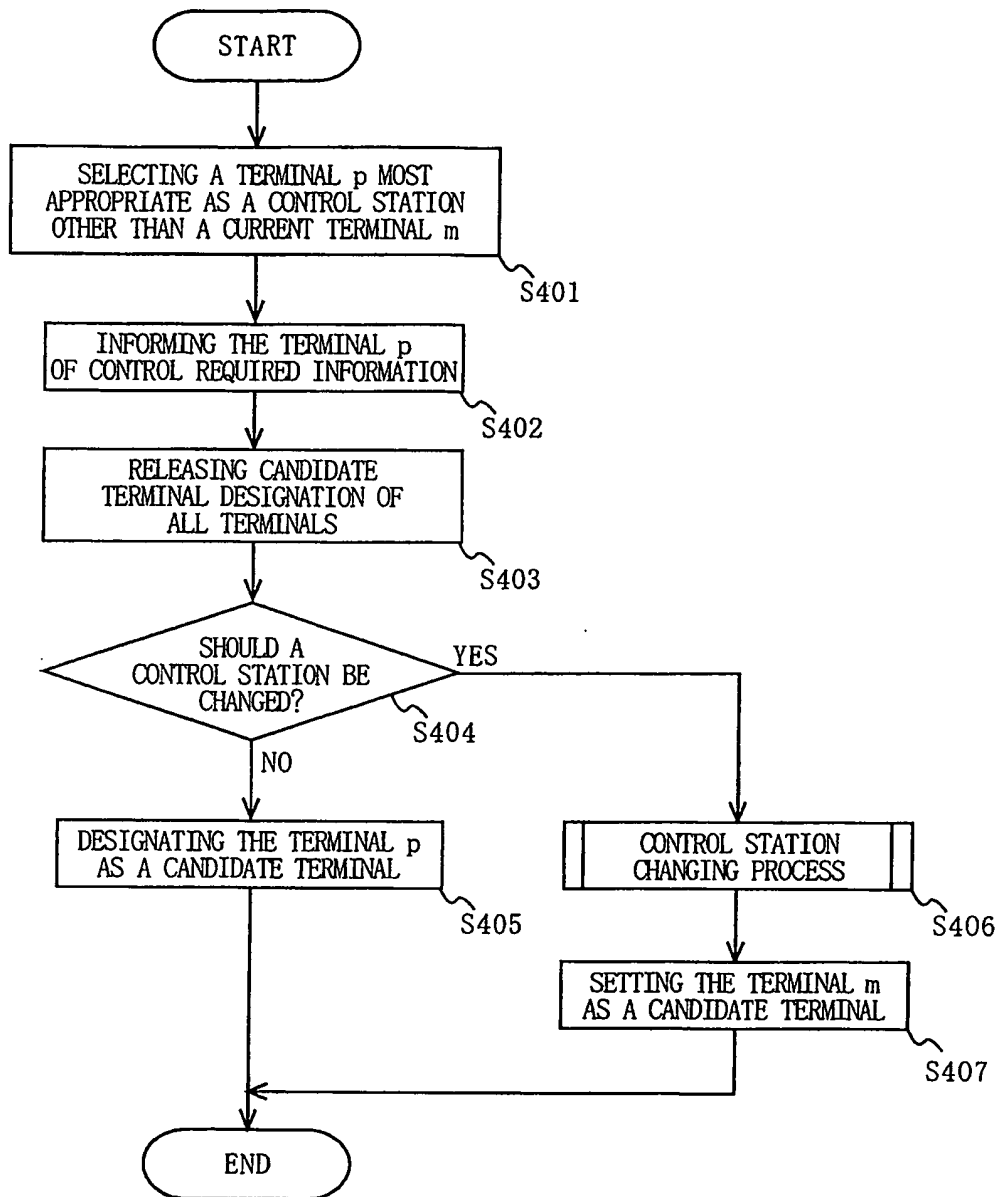 START
SELECTING A TERMINAL p MOST
APPROPRIATE AS A CONTROL STATION
OTHER THAN A CURRENT TERMINAL m
S401
INFORMING THE TERMINAL p
OF CONTROL REQUIRED INFORMATION
S402
RELEASING CANDIDATE
TERMINAL DESIGNATION OF
ALL TERMINALS
S403
SHOULD A
CONTROL STATION BE
CHANGED?
YES
S404
NO
DESIGNATING THE TERMINAL p
AS A CANDIDATE TERMINAL
S405
CONTROL STATION
CHANGING PROCESS
S406
SETTING THE TERMINAL m
AS A CANDIDATE TERMINAL
S407
END